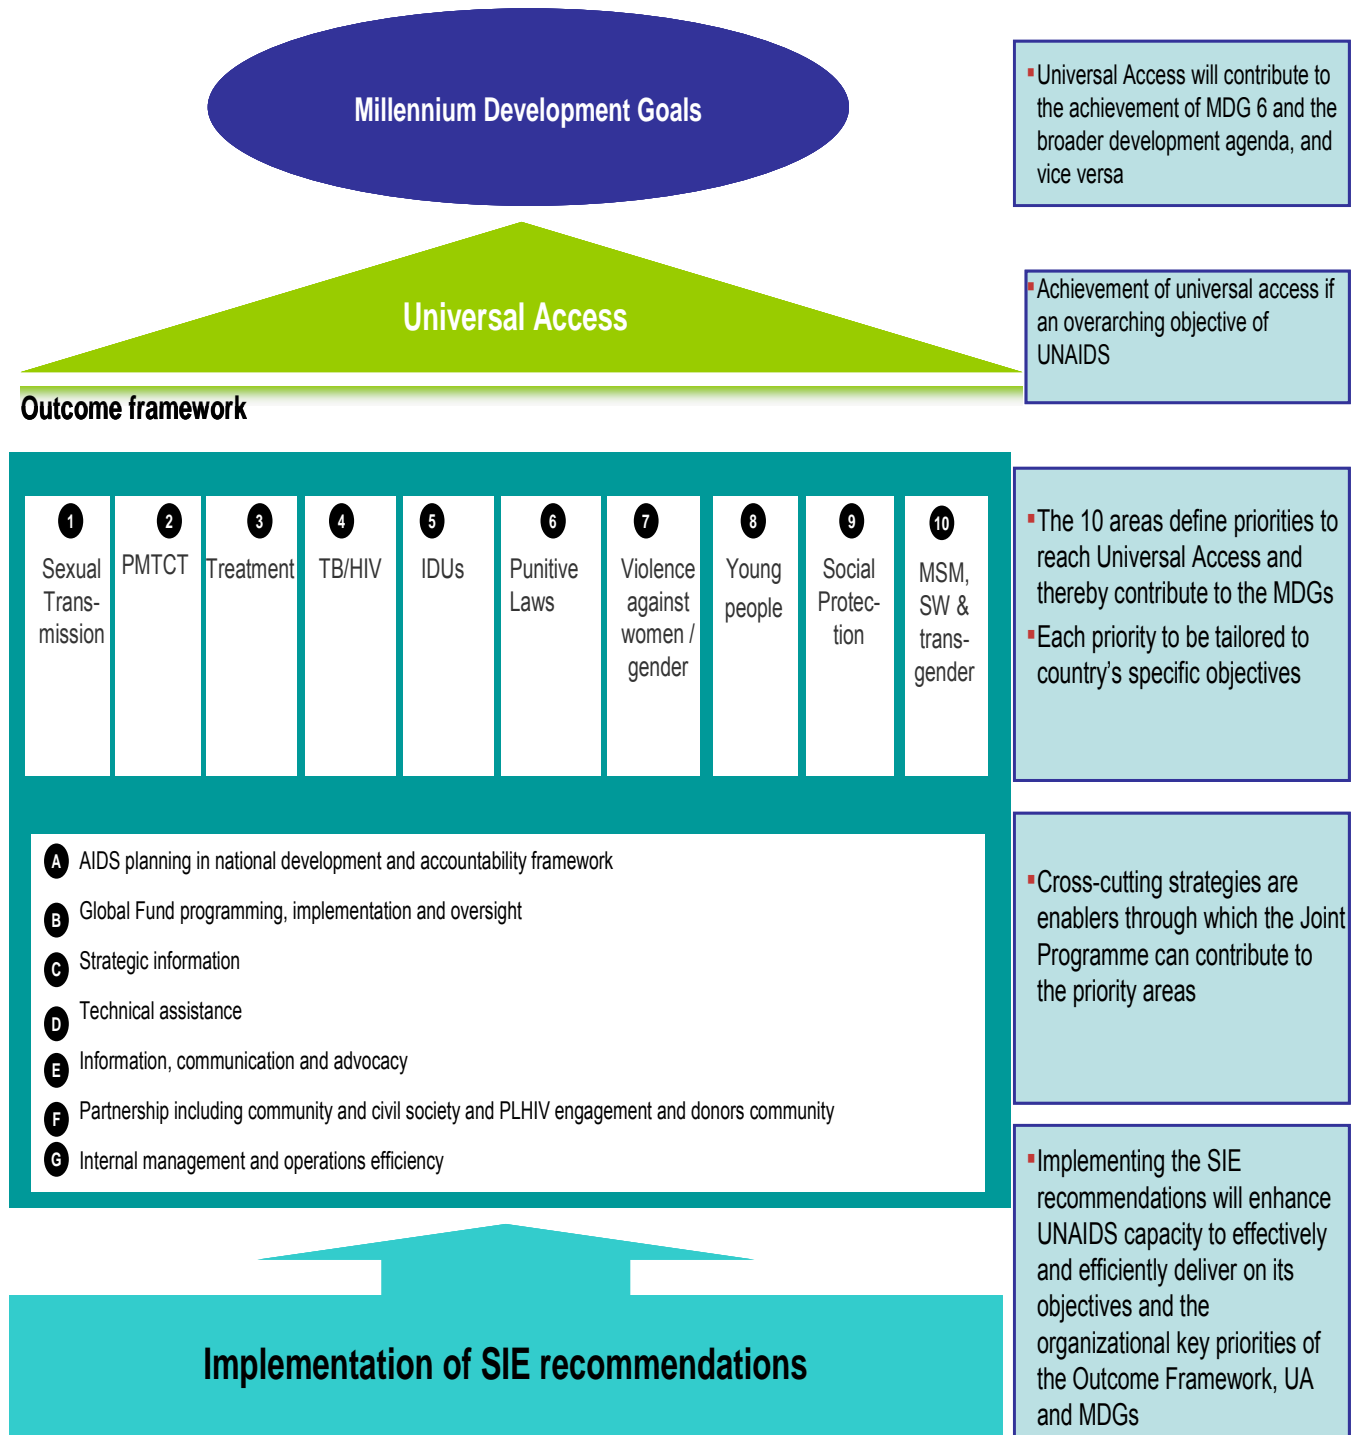 Millennium Development Goals
▪Universal Access will contribute to
the achievement of MDG 6 and the
broader development agenda, and
vice versa
Universal Access
▪Achievement of universal access if
an overarching objective of
UNAIDS
Outcome framework
1
Sexual
Trans-
mission
2
PMTCT
3
Treatment
4
TB/HIV
5
IDUs
6
Punitive
Laws
7
Violence
against
women /
gender
8
Young
people
9
Social
Protec-
tion
10
MSM,
SW &
trans-
gender
▪The 10 areas define priorities to
reach Universal Access and
thereby contribute to the MDGs
▪Each priority to be tailored to
country's specific objectives
A AIDS planning in national development and accountability framework
B Global Fund programming, implementation and oversight
C Strategic information
D Technical assistance
E Information, communication and advocacy
F Partnership including community and civil society and PLHIV engagement and donors community
G Internal management and operations efficiency
▪Cross-cutting strategies are
enablers through which the Joint
Programme can contribute to
the priority areas
Implementation of SIE recommendations
▪Implementing the SIE
recommendations will enhance
UNAIDS capacity to effectively
and efficiently deliver on its
objectives and the
organizational key priorities of
the Outcome Framework, UA
and MDGs